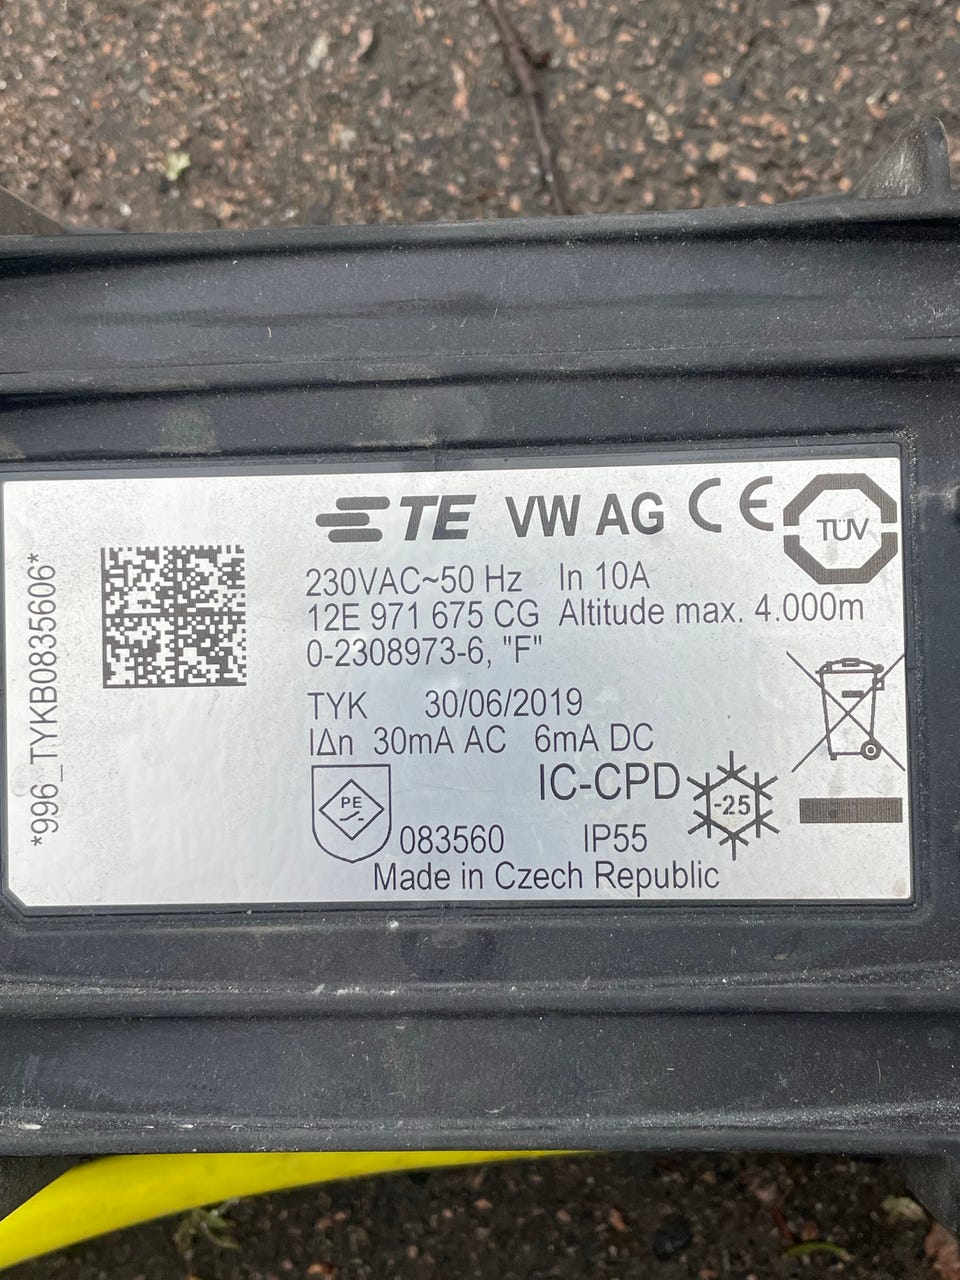 TE VW AG CE TÜV
230VAC~50 Hz In 10A
12E 971 675 CG Altitude max. 4.000m
0-2308973-6, "F"
TYK 30/06/2019
I∆n 30mA AC 6mA DC
IC-CPD -25
PE
083560 IP55
Made in Czech Republic
*996_TYKB0835606*